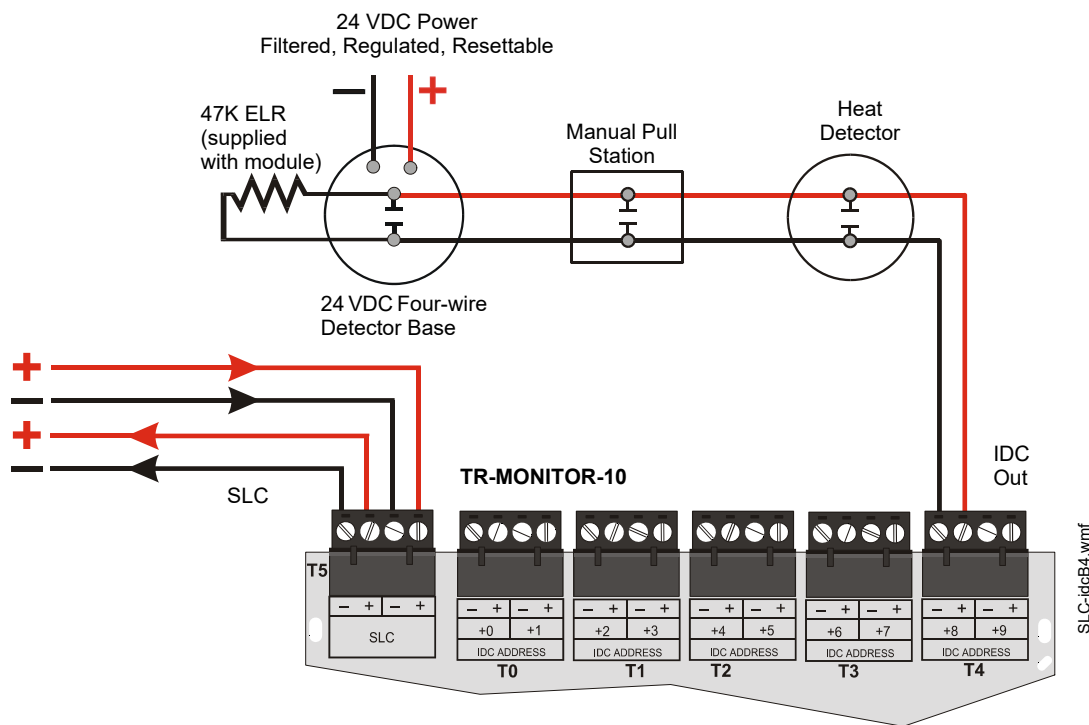 24 VDC Power
Filtered, Regulated, Resettable
− +
47K ELR
(supplied
with module)
Manual Pull
Station
Heat
Detector
24 VDC Four-wire
Detector Base
+
−
+
−
SLC
TR-MONITOR-10
IDC
Out
SLC-idcB4.wmf
T5
− + − +
SLC
− + − +
+0 +1
IDC ADDRESS
T0
− + − +
+2 +3
IDC ADDRESS
T1
− + − +
+4 +5
IDC ADDRESS
T2
− + − +
+6 +7
IDC ADDRESS
T3
− + − +
+8 +9
IDC ADDRESS
T4